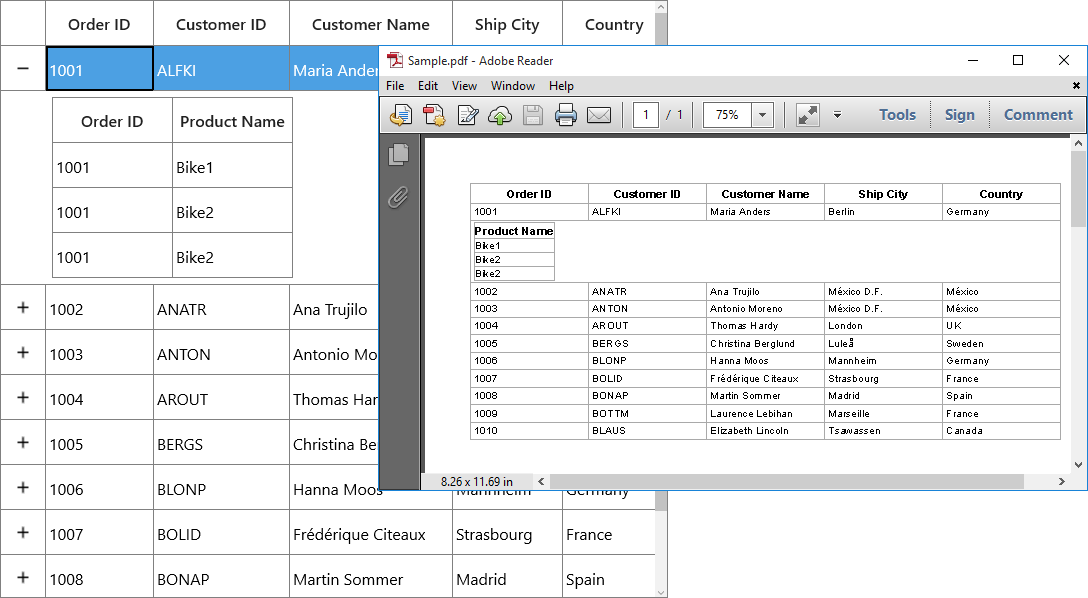 Order ID Customer ID Customer Name Ship City Country
− 1001 ALFKI Maria Ander
Order ID Product Name
1001 Bike1
1001 Bike2
1001 Bike2
+ 1002 ANATR Ana Trujilo
+ 1003 ANTON Antonio Mo
+ 1004 AROUT Thomas Har
+ 1005 BERGS Christina Be
+ 1006 BLONP Hanna Moos Mannheim Germany
+ 1007 BOLID Frédérique Citeaux Strasbourg France
+ 1008 BONAP Martin Sommer Madrid Spain
Sample.pdf - Adobe Reader
File Edit View Window Help
1 / 1 75% Tools Sign Comment
Order ID Customer ID Customer Name Ship City Country
1001 ALFKI Maria Anders Berlin Germany
Product Name
Bike1
Bike2
Bike2
1002 ANATR Ana Trujilo México D.F. México
1003 ANTON Antonio Moreno México D.F. México
1004 AROUT Thomas Hardy London UK
1005 BERGS Christina Berglund Luleå Sweden
1006 BLONP Hanna Moos Mannheim Germany
1007 BOLID Frédérique Citeaux Strasbourg France
1008 BONAP Martin Sommer Madrid Spain
1009 BOTTM Laurence Lebihan Marseille France
1010 BLAUS Elizabeth Lincoln Tsawassen Canada
8.26 x 11.69 in